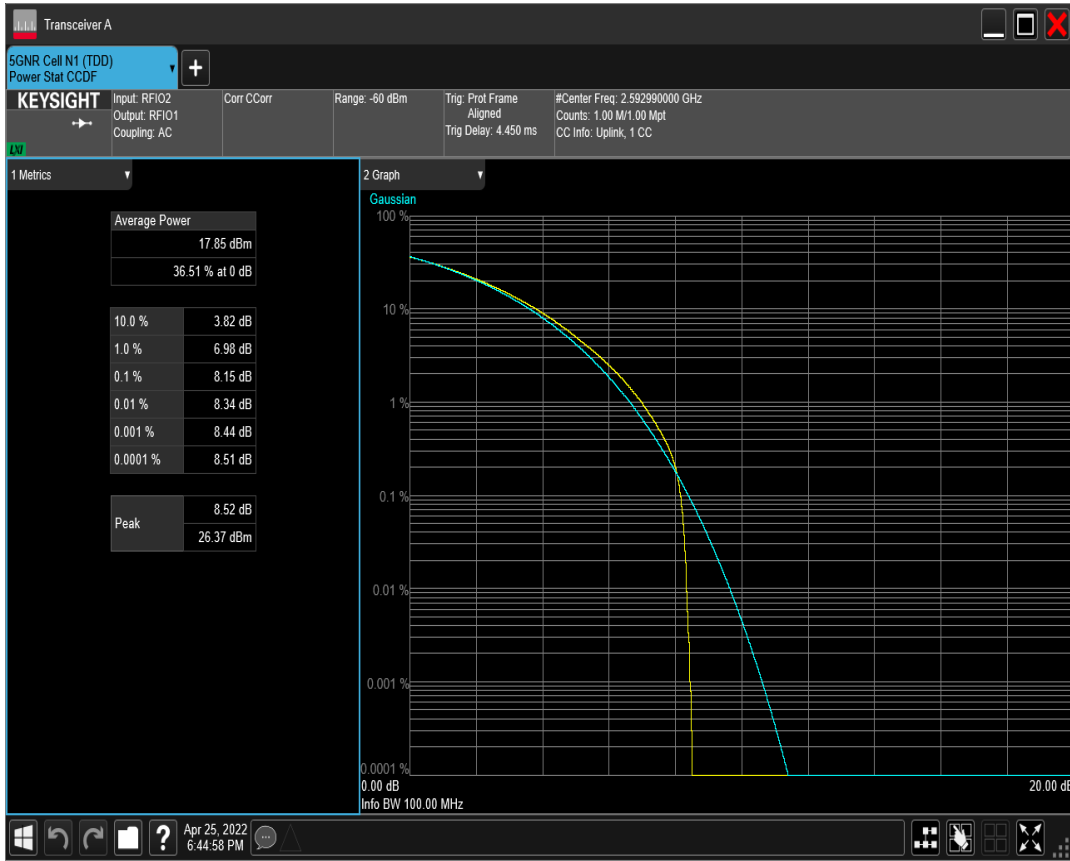 Transceiver A
5GNR Cell N1 (TDD)
Power Stat CCDF
+
KEYSIGHT
LXI
Input: RFIO2
Output: RFIO1
Coupling: AC
Corr CCorr
Range: -60 dBm
Trig: Prot Frame
Aligned
Trig Delay: 4.450 ms
#Center Freq: 2.592990000 GHz
Counts: 1.00 M/1.00 Mpt
CC Info: Uplink, 1 CC
1 Metrics
Average Power
17.85 dBm
36.51 % at 0 dB
10.0 % 3.82 dB
1.0 % 6.98 dB
0.1 % 8.15 dB
0.01 % 8.34 dB
0.001 % 8.44 dB
0.0001 % 8.51 dB
Peak
8.52 dB
26.37 dBm
2 Graph
Gaussian
100 %
10 %
1 %
0.1 %
0.01 %
0.001 %
0.0001 %
0.00 dB 20.00 dB
Info BW 100.00 MHz
?
Apr 25, 2022
6:44:58 PM